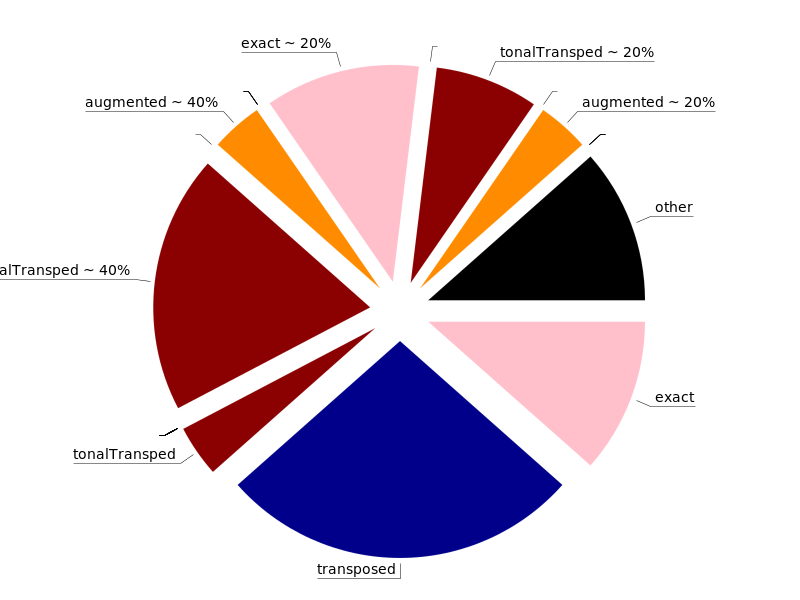 exact ~ 20%
tonalTransped ~ 20%
augmented ~ 40%
augmented ~ 20%
other
alTransped ~ 40%
exact
tonalTransped
transposed